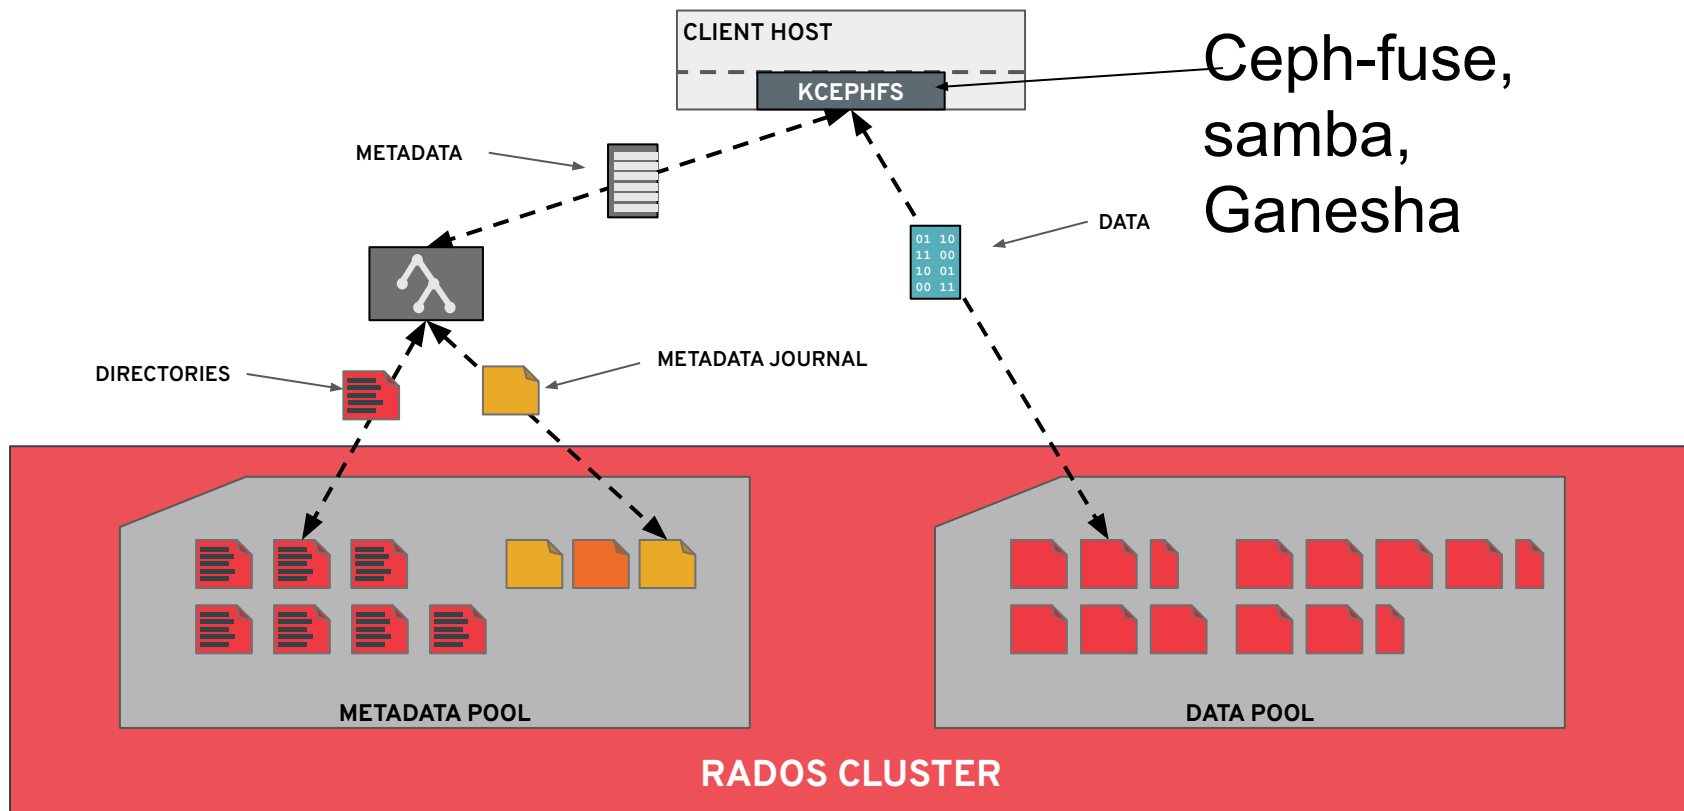 CLIENT HOST
KCEPHFS
Ceph-fuse,
samba,
Ganesha
METADATA
DATA
01 10
11 00
10 01
00 11
METADATA JOURNAL
DIRECTORIES
METADATA POOL
DATA POOL
RADOS CLUSTER